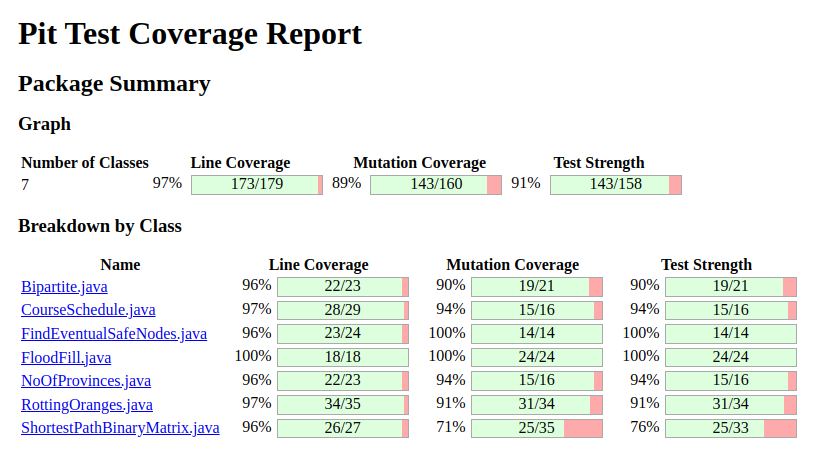 Pit Test Coverage Report
Package Summary
Graph
Number of Classes Line Coverage Mutation Coverage Test Strength
7 97% 173/179 89% 143/160 91% 143/158
Breakdown by Class
Name Line Coverage Mutation Coverage Test Strength
Bipartite.java 96% 22/23 90% 19/21 90% 19/21
CourseSchedule.java 97% 28/29 94% 15/16 94% 15/16
FindEventualSafeNodes.java 96% 23/24 100% 14/14 100% 14/14
FloodFill.java 100% 18/18 100% 24/24 100% 24/24
NoOfProvinces.java 96% 22/23 94% 15/16 94% 15/16
RottingOranges.java 97% 34/35 91% 31/34 91% 31/34
ShortestPathBinaryMatrix.java 96% 26/27 71% 25/35 76% 25/33